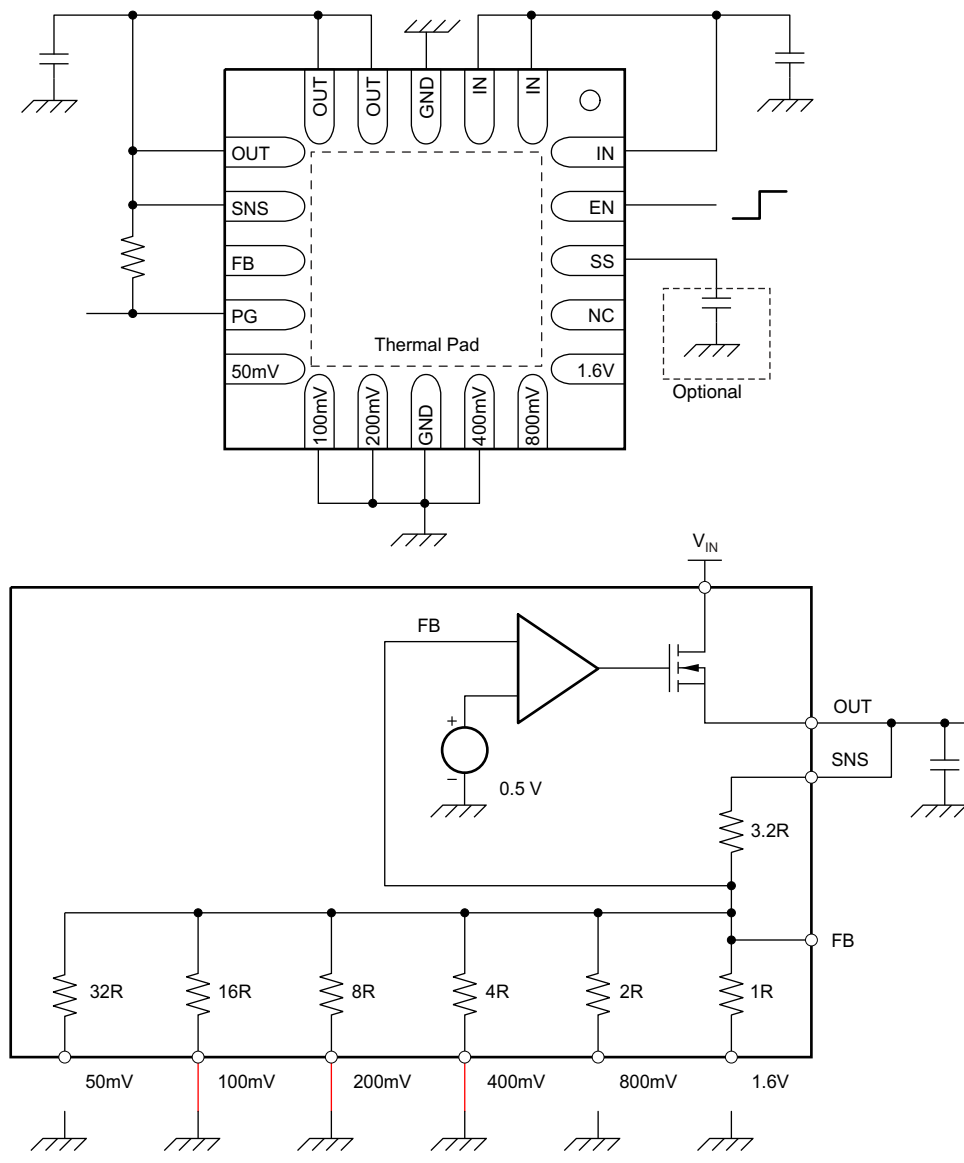 OUT
OUT
GND
IN
IN
OUT
IN
SNS
EN
FB
SS
PG
NC
Thermal Pad
50mV
1.6V
100mV
200mV
GND
400mV
800mV
Optional
VIN
FB
OUT
+
SNS
−
0.5 V
3.2R
FB
32R
16R
8R
4R
2R
1R
50mV
100mV
200mV
400mV
800mV
1.6V